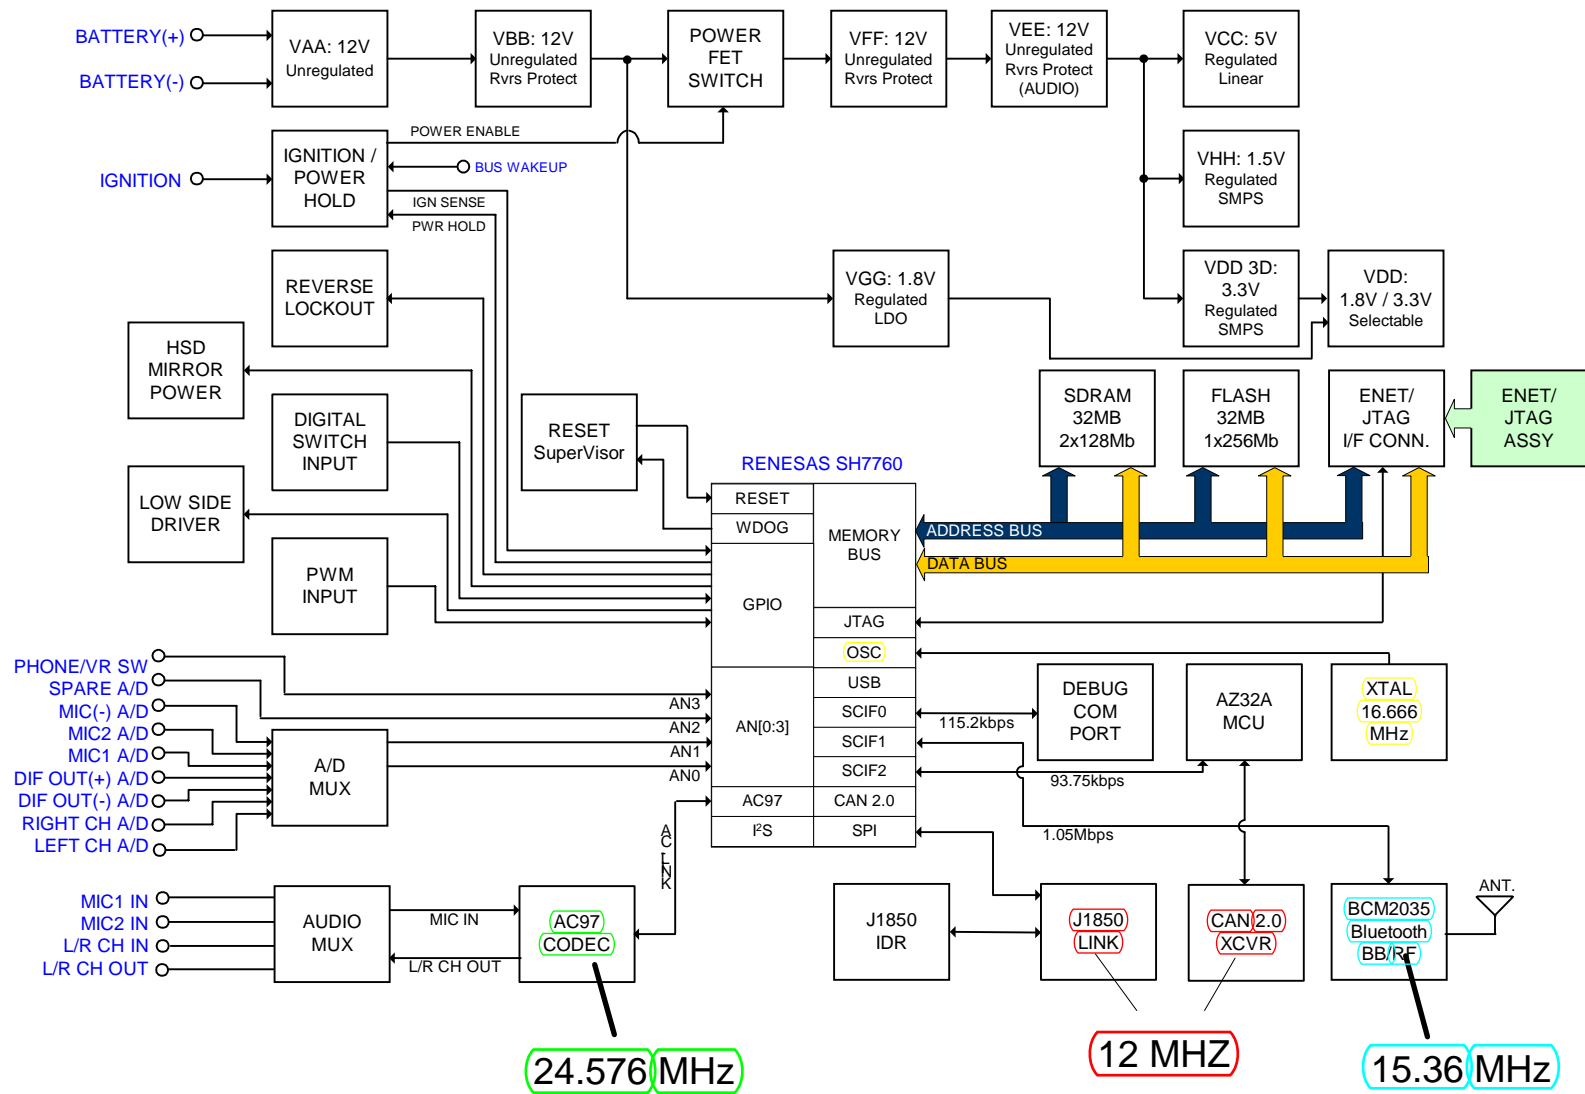 BATTERY(+)
BATTERY(-)
VAA: 12V
Unregulated
VBB: 12V
Unregulated
Rvrs Protect
POWER
FET
SWITCH
VFF: 12V
Unregulated
Rvrs Protect
VEE: 12V
Unregulated
Rvrs Protect
(AUDIO)
VCC: 5V
Regulated
Linear
POWER ENABLE
IGNITION
IGNITION /
POWER
HOLD
BUS WAKEUP
IGN SENSE
PWR HOLD
VHH: 1.5V
Regulated
SMPS
REVERSE
LOCKOUT
VGG: 1.8V
Regulated
LDO
VDD 3D:
3.3V
Regulated
SMPS
VDD:
1.8V / 3.3V
Selectable
HSD
MIRROR
POWER
DIGITAL
SWITCH
INPUT
RESET
SuperVisor
SDRAM
32MB
2x128Mb
FLASH
32MB
1x256Mb
ENET/
JTAG
I/F CONN.
ENET/
JTAG
ASSY
LOW SIDE
DRIVER
PWM
INPUT
RENESAS SH7760
RESET
WDOG
GPIO
AN[0:3]
AC97
I²S
MEMORY
BUS
JTAG
OSC
USB
SCIF0
SCIF1
SCIF2
CAN 2.0
SPI
ADDRESS BUS
DATA BUS
PHONE/VR SW
SPARE A/D
MIC(-) A/D
MIC2 A/D
MIC1 A/D
DIF OUT(+) A/D
DIF OUT(-) A/D
RIGHT CH A/D
LEFT CH A/D
A/D
MUX
AN3
AN2
AN1
AN0
115.2kbps
93.75kbps
1.05Mbps
DEBUG
COM
PORT
AZ32A
MCU
XTAL
16.666
MHz
AC-LINK
MIC1 IN
MIC2 IN
L/R CH IN
L/R CH OUT
AUDIO
MUX
MIC IN
L/R CH OUT
AC97
CODEC
J1850
IDR
J1850
LINK
CAN 2.0
XCVR
BCM2035
Bluetooth
BB/RF
ANT.
24.576 MHz
12 MHZ
15.36 MHz